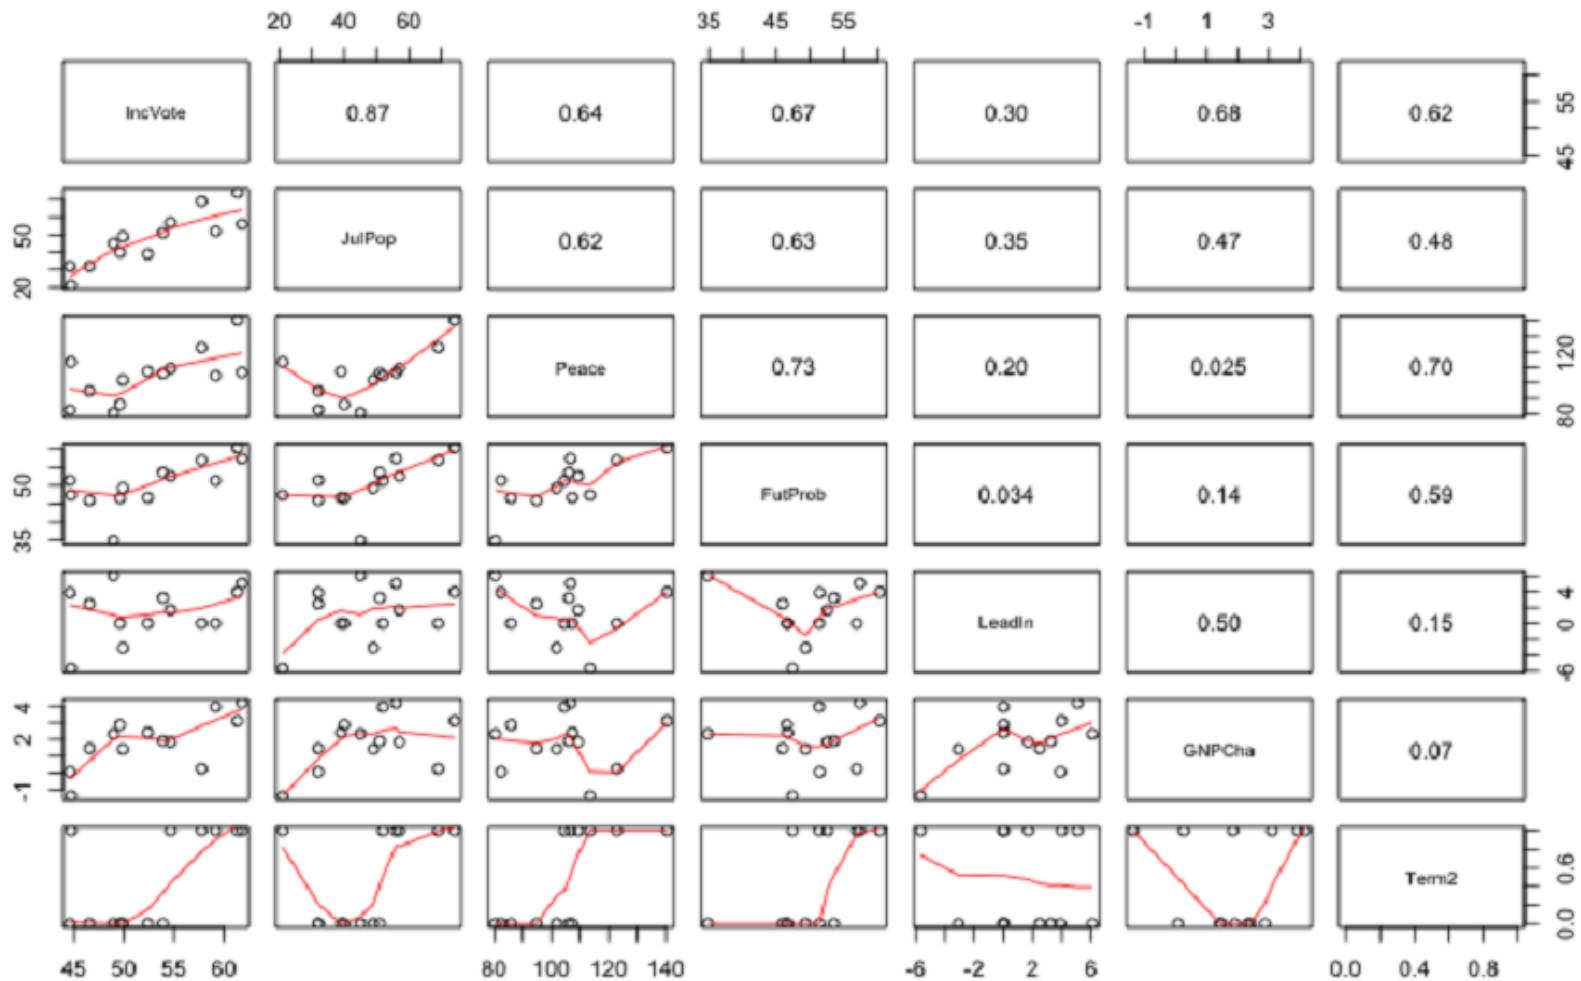 20 40 60 35 45 55 -1 1 3
IncVote 0.87 0.64 0.67 0.30 0.68 0.62 45 55
20 50 JulPop 0.62 0.63 0.35 0.47 0.48
Peace 0.73 0.20 0.025 0.70 80 120
35 50 FutProb 0.034 0.14 0.59
LeadIn 0.50 0.15 -6 0 4
-1 2 4 GNPCha 0.07
Term2 0.0 0.6
45 50 55 60 80 100 120 140 -6 -2 2 6 0.0 0.4 0.8